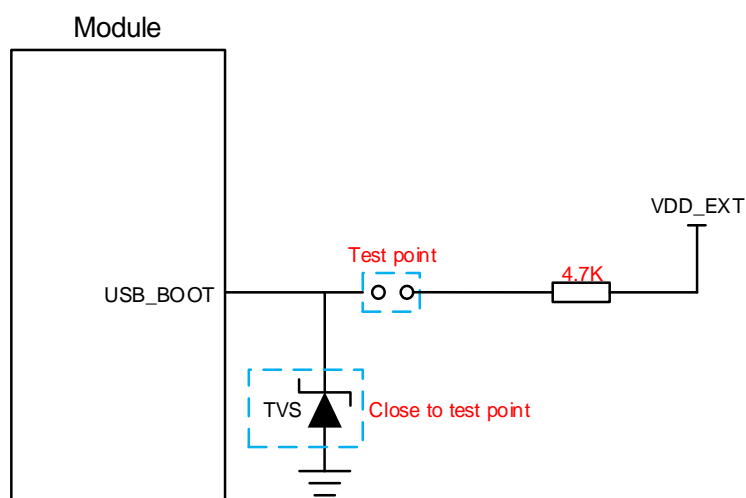 Module
VDD_EXT
Test point
4.7K
USB_BOOT
TVS
Close to test point